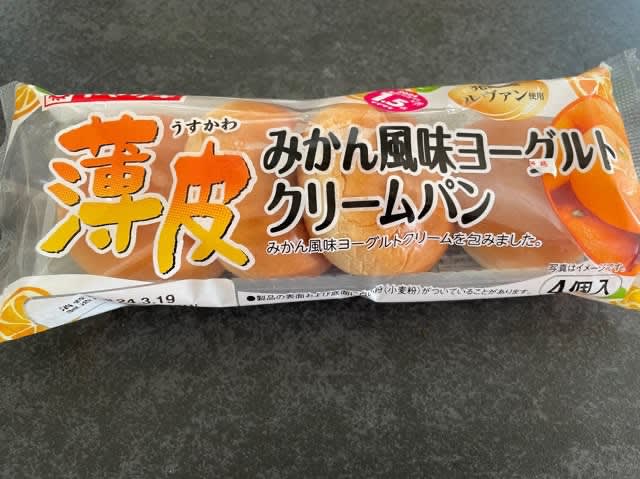 1.5
ルヴァン使用
うすかわ
薄皮
みかん風味ヨーグルト
クリームパン
みかん風味ヨーグルトクリームを包みました。
写真はイメージです。
24.3.19
●製品の表面および底面に
(小麦粉)がついていることがあります。
4個入